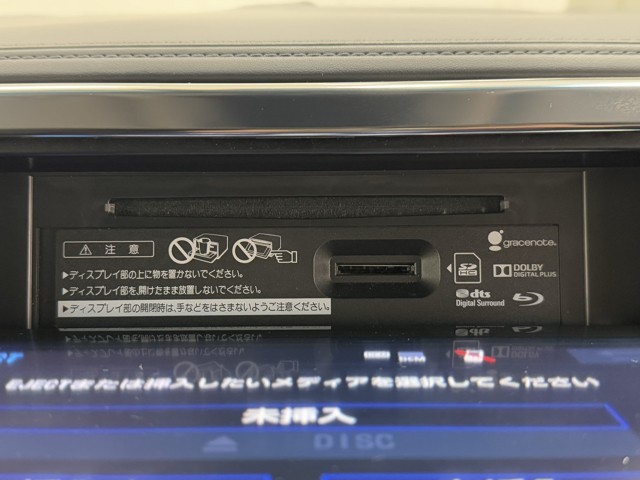 ⚠ 注 意
▶ディスプレイ部の上に物を置かないでください。
▶ディスプレイ部を、開けたまま放置しないでください。
▶ディスプレイ部の開閉時は、手などをはさまないようご注意ください。
gracenote.
SD HC
DOLBY
DIGITAL PLUS
dts
Digital Surround
EJECTまたは挿入したいメディアを選択してください
未挿入
DISC